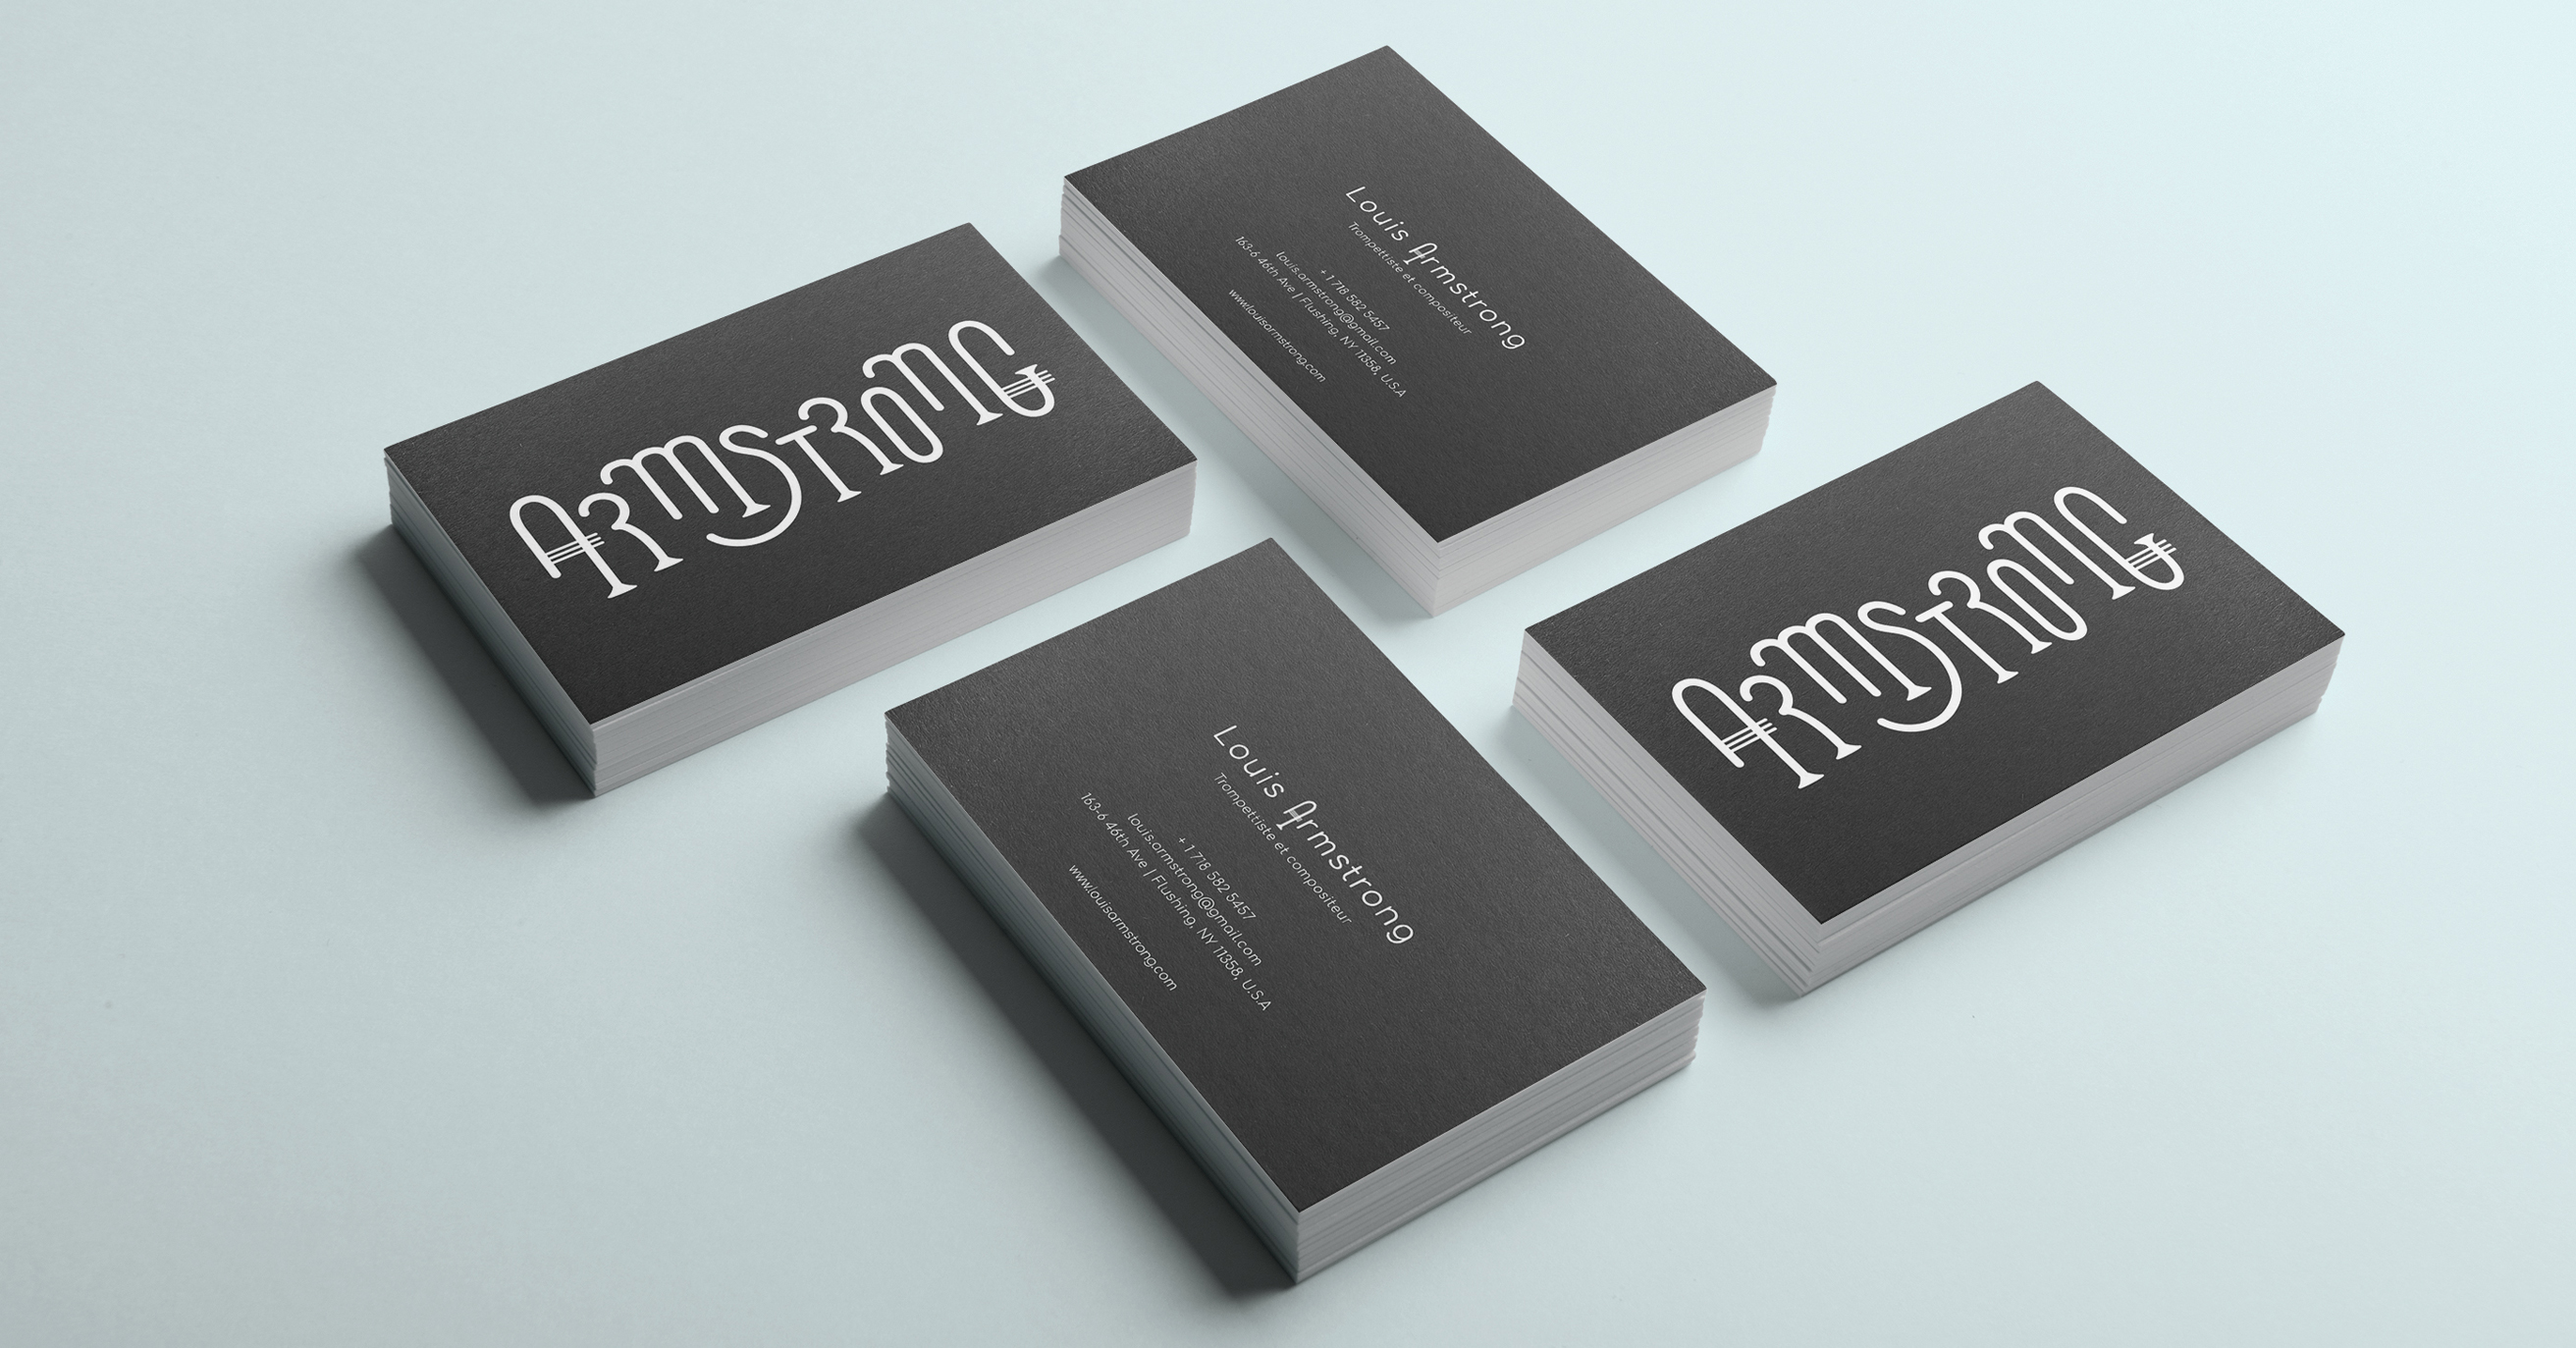 ARMSTRONG
Louis Armstrong
Trompettiste et compositeur
+ 1 718 582 5457
louis.armstrong@gmail.com
163-6 46th Ave | Flushing, NY 11358, U.S.A
www.louisarmstrong.com
ARMSTRONG
Louis Armstrong
Trompettiste et compositeur
+ 1 718 582 5457
louis.armstrong@gmail.com
163-6 46th Ave | Flushing, NY 11358, U.S.A
www.louisarmstrong.com